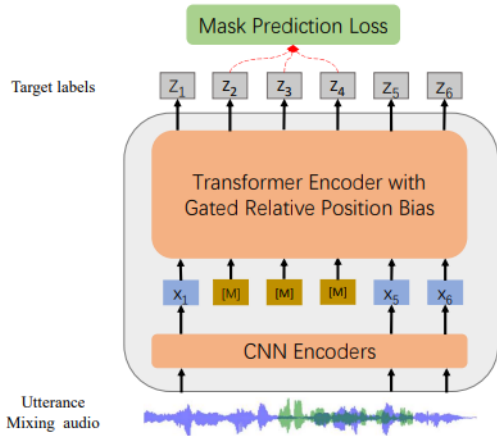 Mask Prediction Loss
Target labels
Z1 Z2 Z3 Z4 Z5 Z6
Transformer Encoder with
Gated Relative Position Bias
X1 [M] [M] [M] X5 X6
CNN Encoders
Utterance
Mixing audio